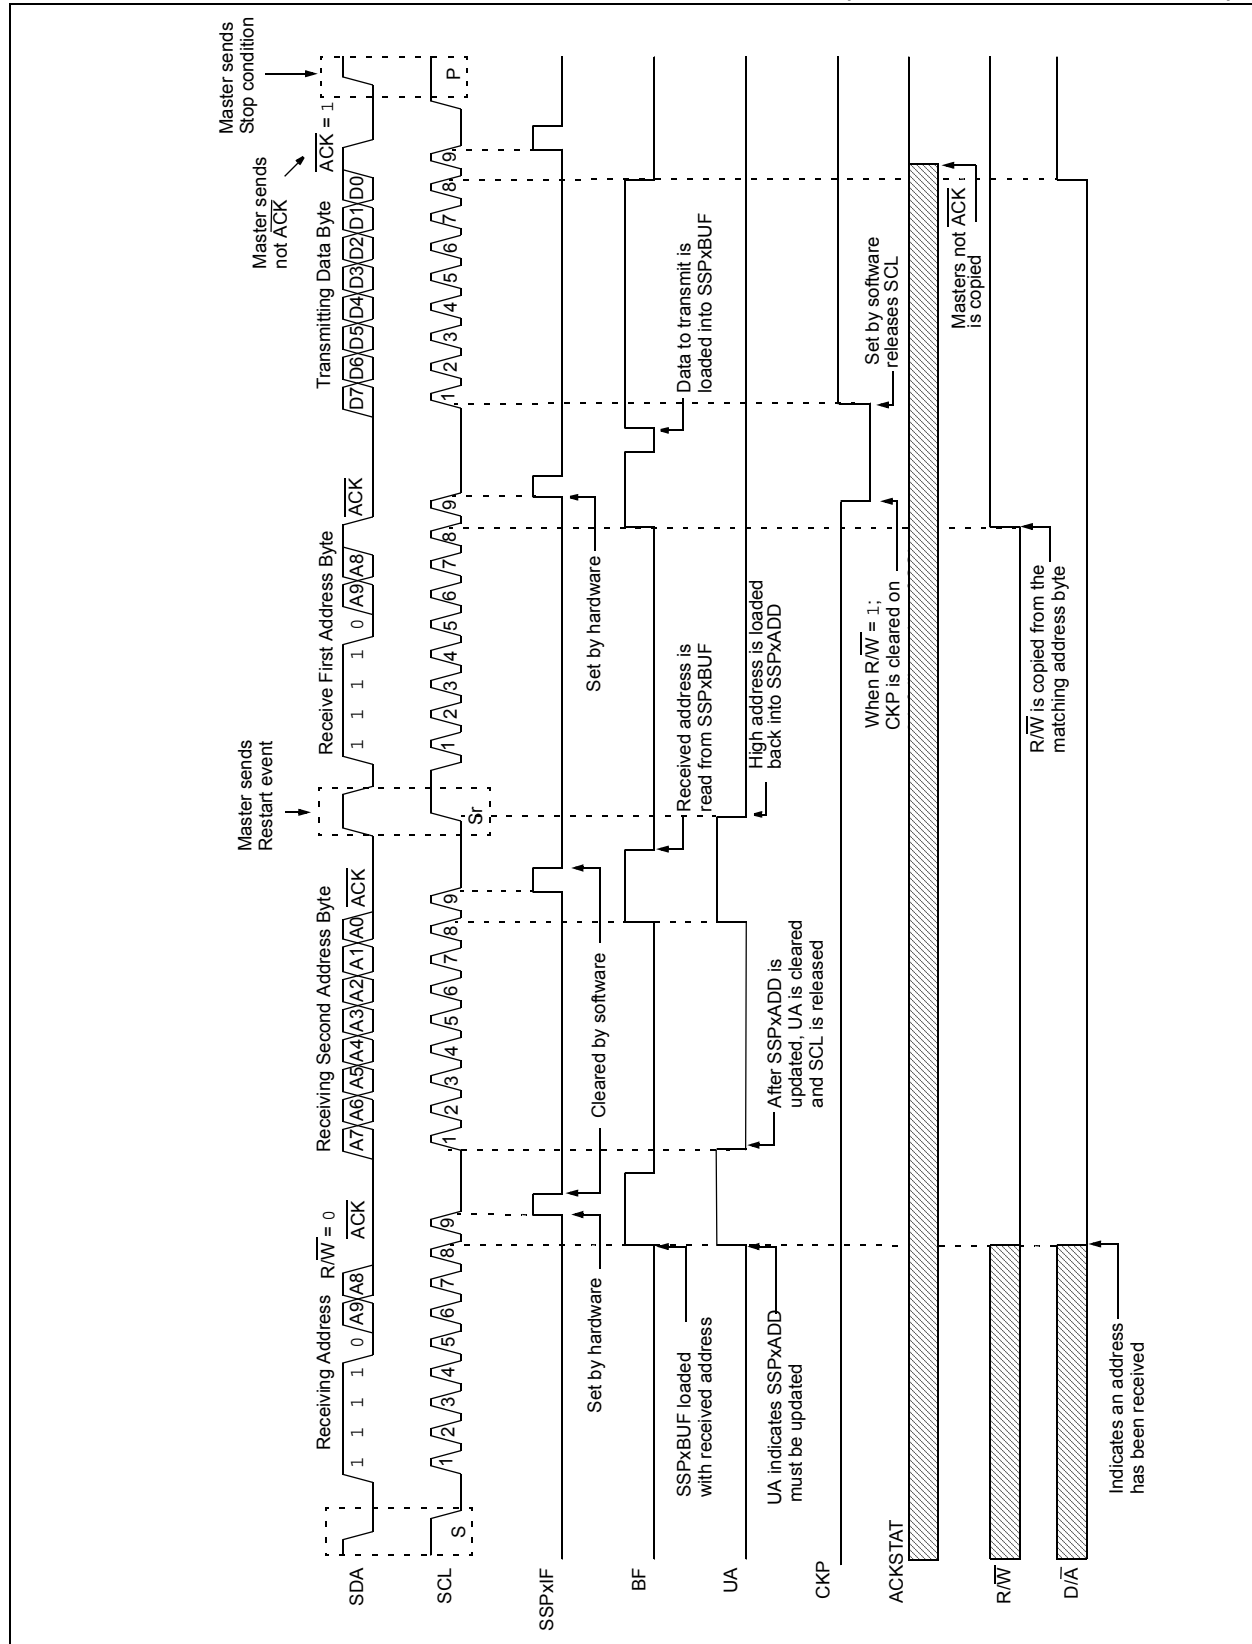 Master sends
Stop condition
Master sends
not ACK
ACK = 1
Master sends
Restart event
Receiving Address R/W = 0
ACK
Receiving Second Address Byte
ACK
Receive First Address Byte
ACK
Transmitting Data Byte
SDA
1 1 1 1 0 A9 A8
A7 A6 A5 A4 A3 A2 A1 A0
1 1 1 1 0 A9 A8
D7 D6 D5 D4 D3 D2 D1 D0
SCL
S
1 2 3 4 5 6 7 8 9
1 2 3 4 5 6 7 8 9
Sr
1 2 3 4 5 6 7 8 9
1 2 3 4 5 6 7 8 9
P
SSPxIF
Set by hardware
Cleared by software
Set by hardware
BF
SSPxBUF loaded
with received address
Received address is
read from SSPxBUF
Data to transmit is
loaded into SSPxBUF
UA
UA indicates SSPxADD
must be updated
After SSPxADD is
updated, UA is cleared
and SCL is released
High address is loaded
back into SSPxADD
CKP
When R/W = 1;
CKP is cleared on
Set by software
releases SCL
ACKSTAT
Masters not ACK
is copied
R/W
R/W is copied from the
matching address byte
D/A
Indicates an address
has been received